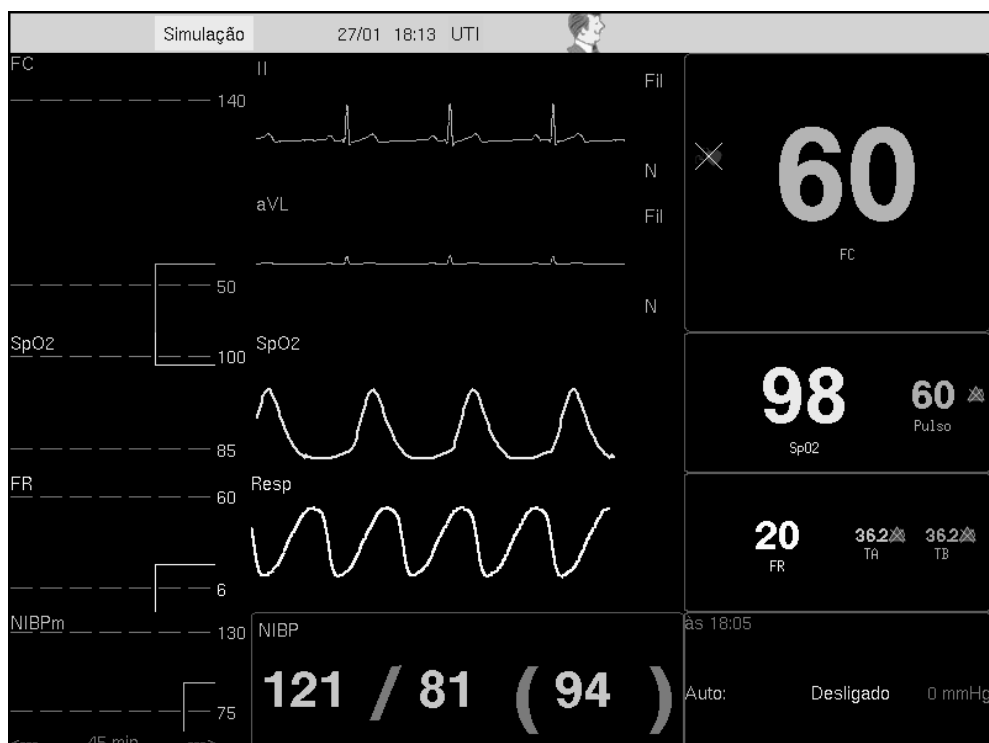 Simulação 27/01 18:13 UTI
FC
140
50
SpO2
100
85
FR
60
6
NIBPm
130
75
45 min
II
Fil
N
aVL
Fil
N
SpO2
Resp
NIBP
121 / 81 ( 94 )
60
FC
98
SpO2
60
Pulso
20
FR
36.2
TA
36.2
TB
às 18:05
Auto: Desligado 0 mmHg